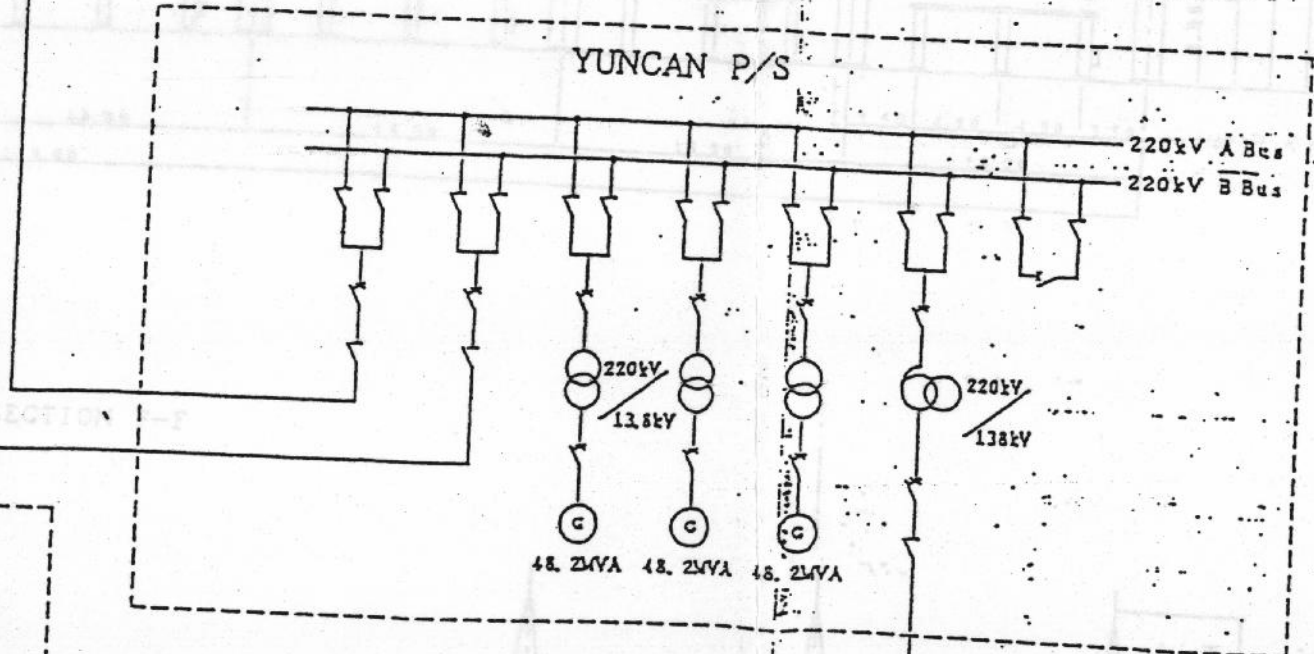 YUNCAN P/S
220kV A Bus
220kV B Bus
220kV
13.8kV
220kV
138kV
G
G
G
48.2MVA
48.2MVA
48.2MVA